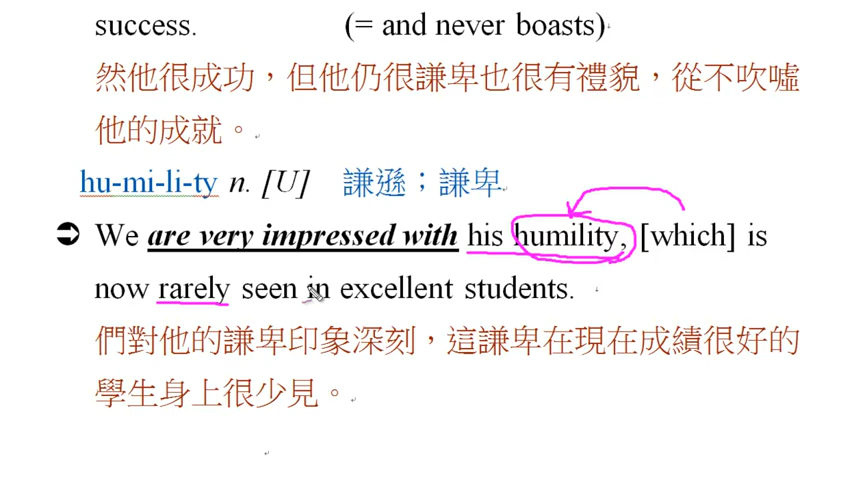 success. (= and never boasts)
然他很成功，但他仍很謙卑也很有禮貌，從不吹噓
他的成就。
hu-mi-li-ty n. [U] 謙遜；謙卑
➲ We are very impressed with his humility, [which] is
now rarely seen in excellent students.
們對他的謙卑印象深刻，這謙卑在現在成績很好的
學生身上很少見。